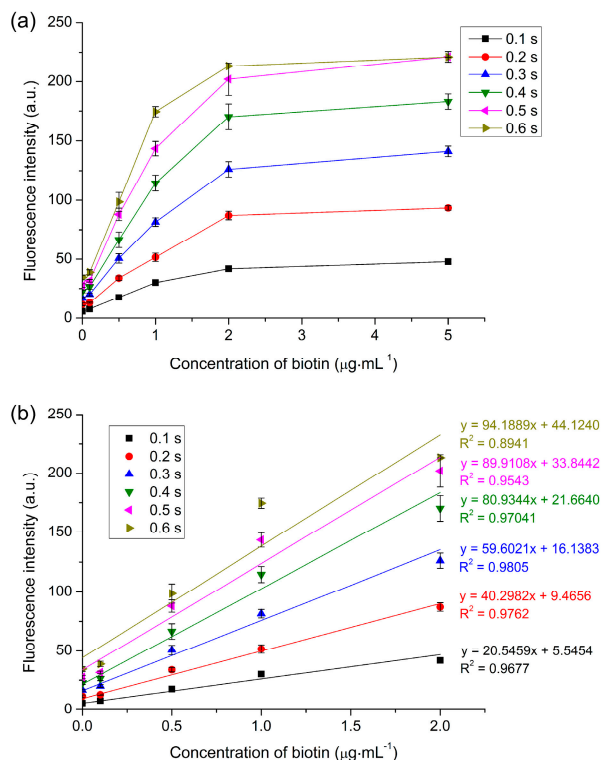 (a)
250
200
150
100
50
0
Fluorescence intensity (a.u.)
0 1 2 3 4 5
Concentration of biotin (μg·mL¹)
0.1 s
0.2 s
0.3 s
0.4 s
0.5 s
0.6 s
(b)
250
200
150
100
50
0
Fluorescence intensity (a.u.)
0.0 0.5 1.0 1.5 2.0
Concentration of biotin (μg·mL⁻¹)
0.1 s
0.2 s
0.3 s
0.4 s
0.5 s
0.6 s
y = 94.1889x + 44.1240
R² = 0.8941
y = 89.9108x + 33.8442
R² = 0.9543
y = 80.9344x + 21.6640
R² = 0.97041
y = 59.6021x + 16.1383
R² = 0.9805
y = 40.2982x + 9.4656
R² = 0.9762
y − 20.5459x + 5.5454
R² = 0.9677